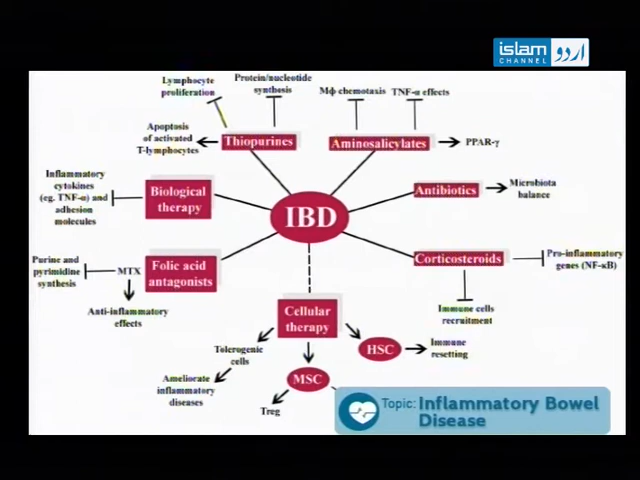 islam
CHANNEL
اردو
Lymphocyte
proliferation
Protein/nucleotide
synthesis
Mф chemotaxis
TNF-α effects
Apoptosis
of activated
T-lymphocytes
Thiopurines
Aminosalicylates
PPAR-γ
Inflammatory
cytokines
(eg. TNF-α) and
adhesion
molecules
Biological
therapy
IBD
Antibiotics
Microbiota
balance
Purine and
pyrimidine
synthesis
MTX
Folic acid
antagonists
Corticosteroids
Pro-inflammatory
genes (NF-κB)
Anti-inflammatory
effects
Cellular
therapy
Immune cells
recruitment
Tolerogenic
cells
HSC
Immune
resetting
Ameliorate
inflammatory
diseases
MSC
Treg
Topic: Inflammatory Bowel
Disease